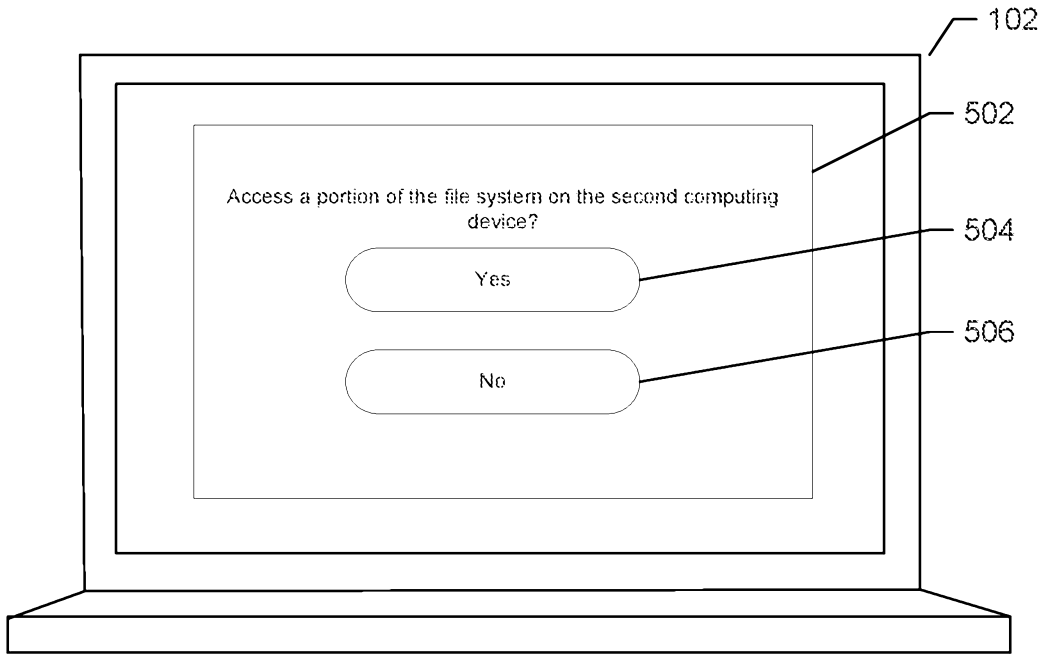 102
502
Access a portion of the file system on the second computing
device?
504
Yes
506
No